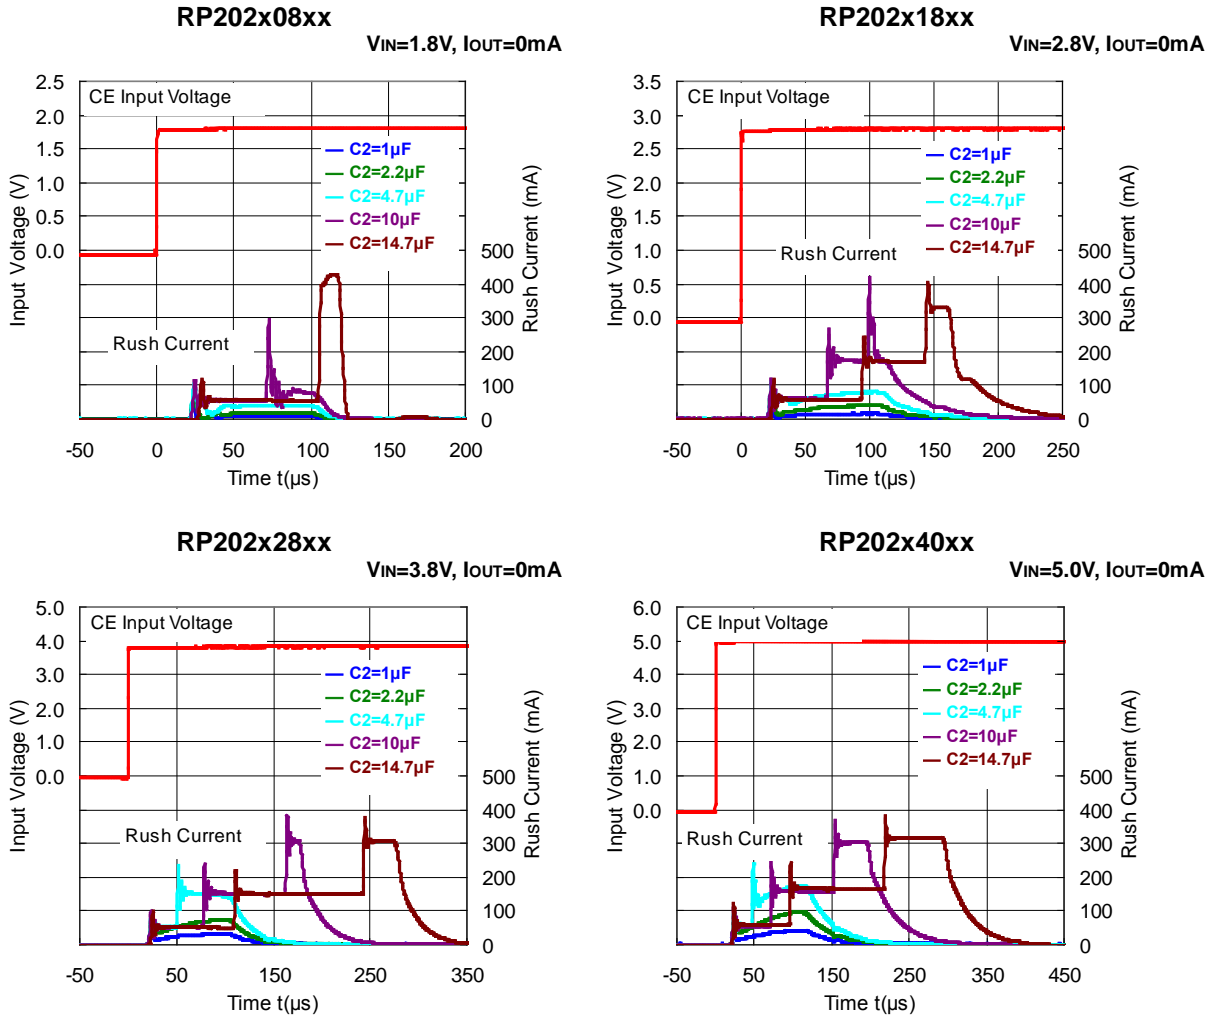 RP202x08xx
VIN=1.8V, IOUT=0mA
2.5
2.0
1.5
1.0
0.5
0.0
Input Voltage (V)
CE Input Voltage
C2=1µF
C2=2.2µF
C2=4.7µF
C2=10µF
C2=14.7µF
Rush Current
500
400
300
200
100
0
Rush Current (mA)
-50 0 50 100 150 200
Time t(µs)
RP202x18xx
VIN=2.8V, IOUT=0mA
3.5
3.0
2.5
2.0
1.5
1.0
0.5
0.0
Input Voltage (V)
CE Input Voltage
C2=1µF
C2=2.2µF
C2=4.7µF
C2=10µF
C2=14.7µF
Rush Current
500
400
300
200
100
0
Rush Current (mA)
-50 0 50 100 150 200 250
Time t(µs)
RP202x28xx
VIN=3.8V, IOUT=0mA
5.0
4.0
3.0
2.0
1.0
0.0
Input Voltage (V)
CE Input Voltage
C2=1µF
C2=2.2µF
C2=4.7µF
C2=10µF
C2=14.7µF
Rush Current
500
400
300
200
100
0
Rush Current (mA)
-50 50 150 250 350
Time t(µs)
RP202x40xx
VIN=5.0V, IOUT=0mA
6.0
5.0
4.0
3.0
2.0
1.0
0.0
Input Voltage (V)
CE Input Voltage
C2=1µF
C2=2.2µF
C2=4.7µF
C2=10µF
C2=14.7µF
Rush Current
500
400
300
200
100
0
Rush Current (mA)
-50 50 150 250 350 450
Time t(µs)